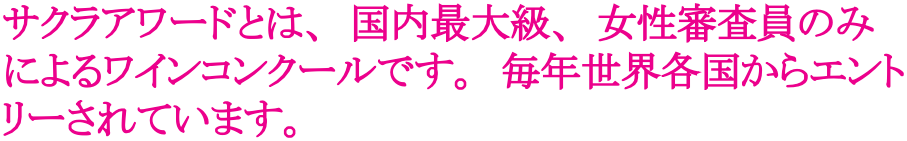 サクラアワードとは、国内最大級、女性審査員のみ
によるワインコンクールです。毎年世界各国からエント
リーされています。